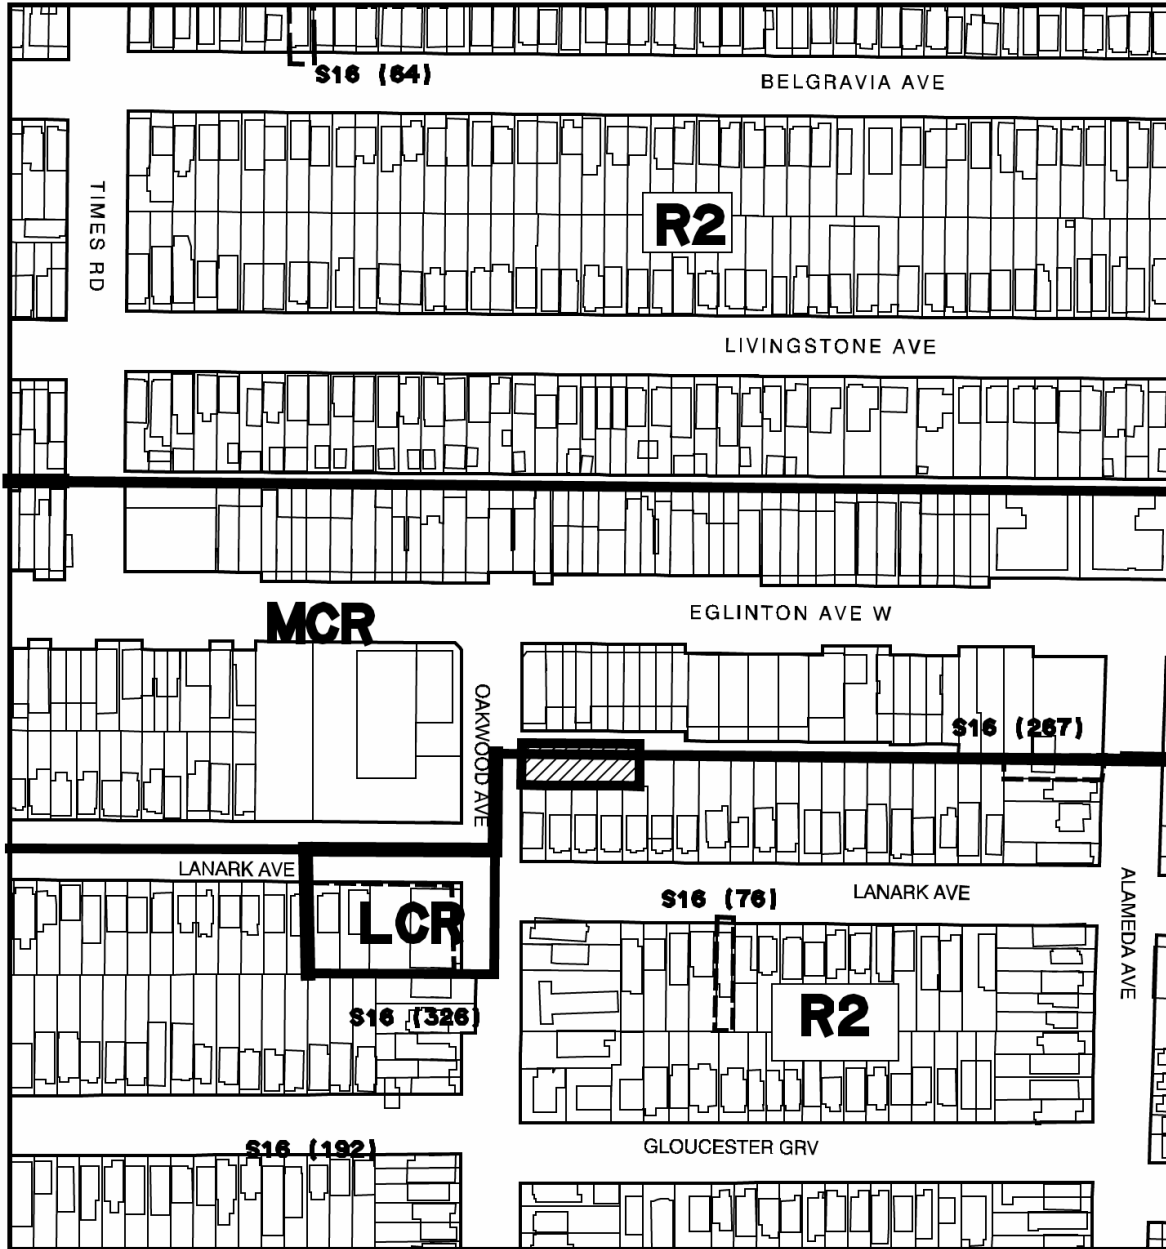 S16 (64)
BELGRAVIA AVE
TIMES RD
R2
LIVINGSTONE AVE
MCR
EGLINTON AVE W
OAKWOOD AVE
S16 (267)
LANARK AVE
LCR
S16 (76)
LANARK AVE
ALAMEDA AVE
S16 (326)
R2
S16 (192)
GLOUCESTER GRV